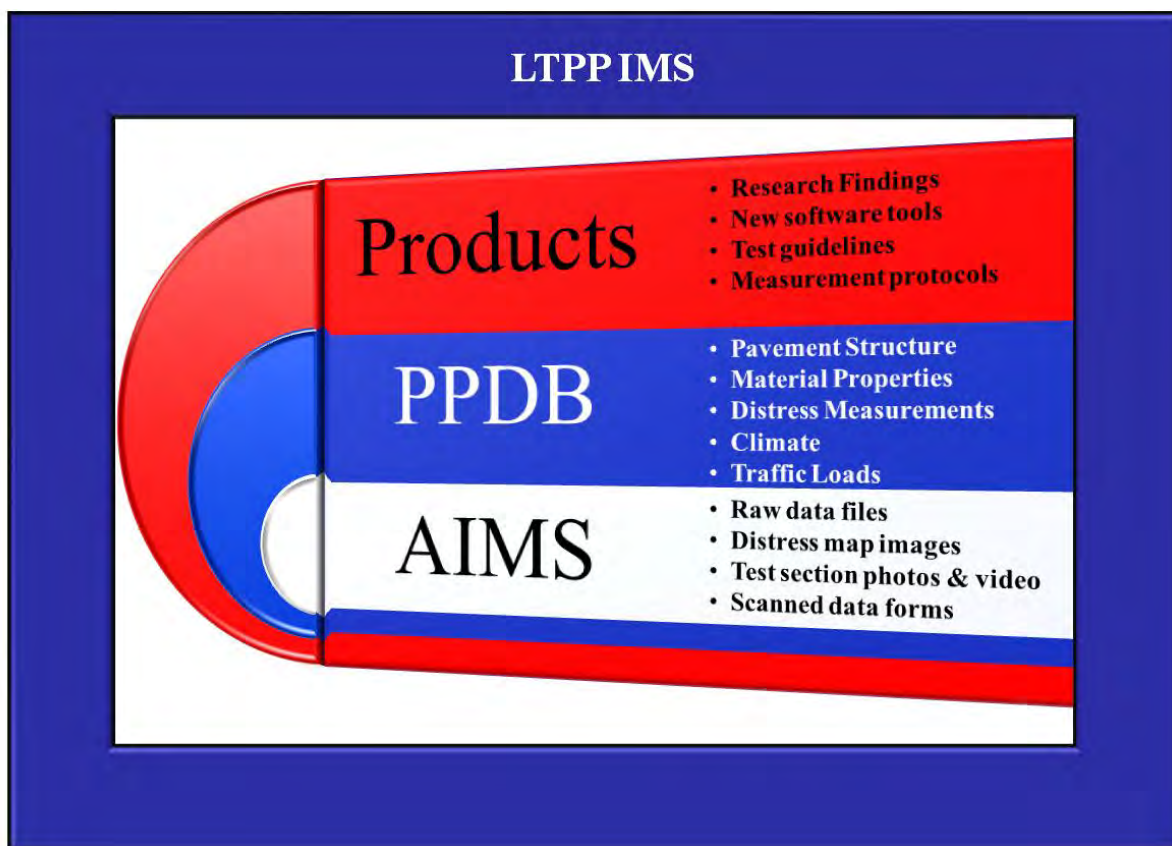 LTPP IMS
Products
• Research Findings
• New software tools
• Test guidelines
• Measurement protocols
PPDB
• Pavement Structure
• Material Properties
• Distress Measurements
• Climate
• Traffic Loads
AIMS
• Raw data files
• Distress map images
• Test section photos & video
• Scanned data forms